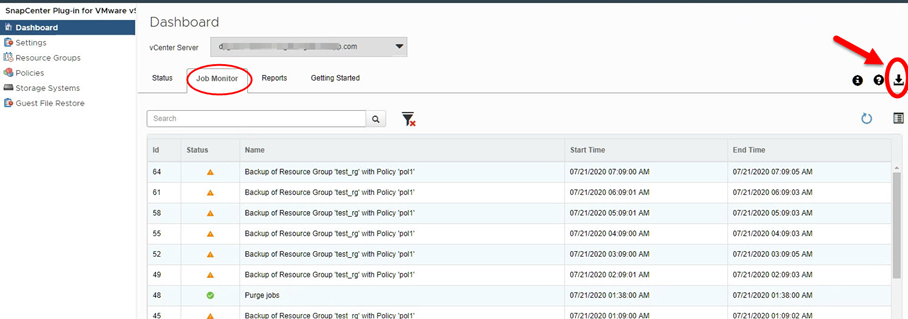 SnapCenter Plug-in for VMware vS
Dashboard
Settings
Resource Groups
Policies
Storage Systems
Guest File Restore
Dashboard
vCenter Server
Status Job Monitor Reports Getting Started
Search
Id Status Name Start Time End Time
64 Backup of Resource Group 'test_rg' with Policy 'pol1' 07/21/2020 07:09:00 AM 07/21/2020 07:09:05 AM
61 Backup of Resource Group 'test_rg' with Policy 'pol1' 07/21/2020 06:09:01 AM 07/21/2020 06:09:03 AM
58 Backup of Resource Group 'test_rg' with Policy 'pol1' 07/21/2020 05:09:01 AM 07/21/2020 05:09:03 AM
55 Backup of Resource Group 'test_rg' with Policy 'pol1' 07/21/2020 04:09:00 AM 07/21/2020 04:09:03 AM
52 Backup of Resource Group 'test_rg' with Policy 'pol1' 07/21/2020 03:09:00 AM 07/21/2020 03:09:05 AM
49 Backup of Resource Group 'test_rg' with Policy 'pol1' 07/21/2020 02:09:01 AM 07/21/2020 02:09:03 AM
48 Purge jobs 07/21/2020 01:38:00 AM 07/21/2020 01:38:00 AM
45 Backup of Resource Group 'test_rg' with Policy 'pol1' 07/21/2020 01:09:00 AM 07/21/2020 01:09:02 AM